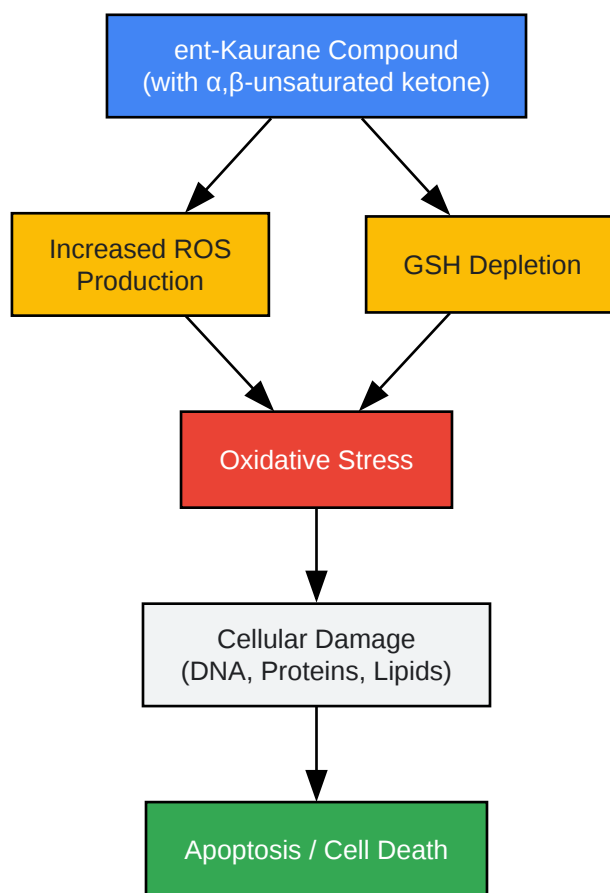 ent-Kaurane Compound
(with α,β-unsaturated ketone)
Increased ROS
Production
GSH Depletion
Oxidative Stress
Cellular Damage
(DNA, Proteins, Lipids)
Apoptosis / Cell Death